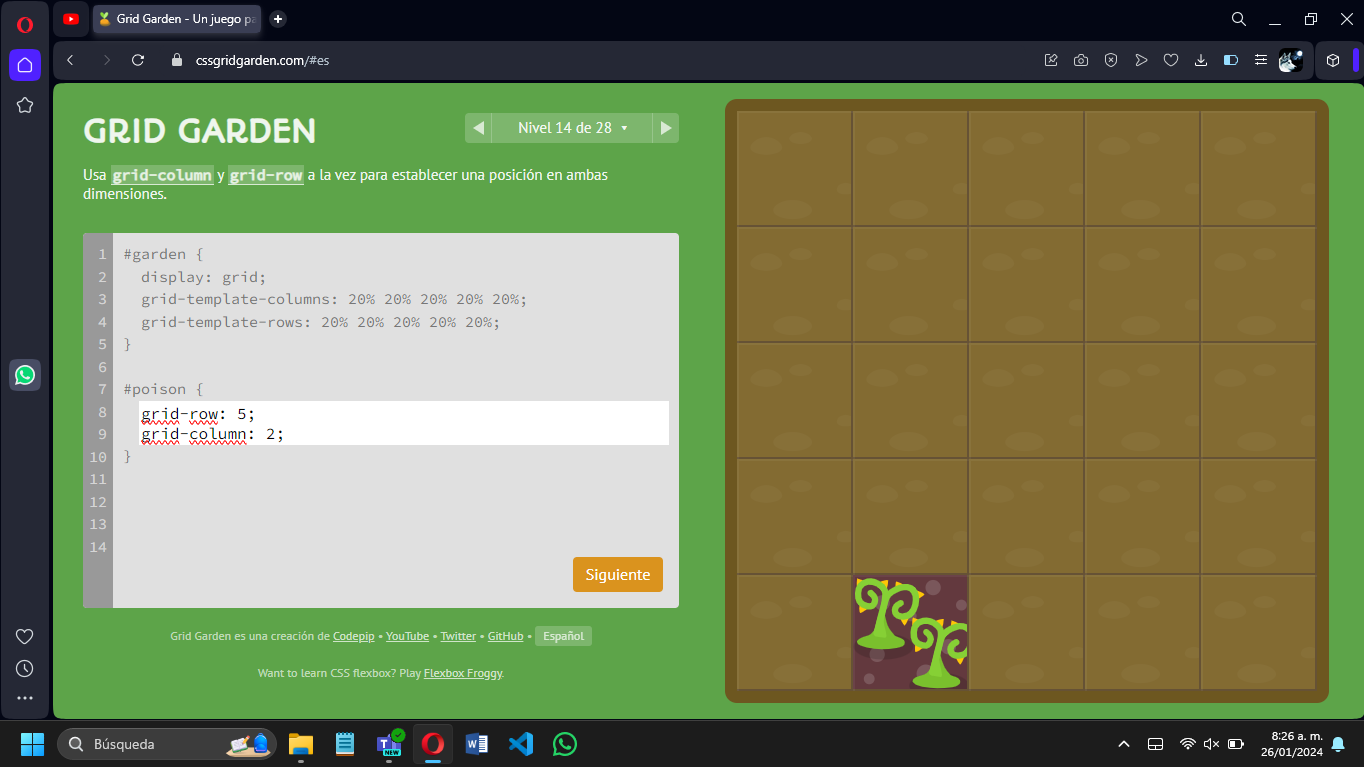 Grid Garden - Un juego pa
cssgridgarden.com/#es
GRID GARDEN
Nivel 14 de 28
Usa grid-column y grid-row a la vez para establecer una posición en ambas
dimensiones.
1 #garden {
2 display: grid;
3 grid-template-columns: 20% 20% 20% 20% 20%;
4 grid-template-rows: 20% 20% 20% 20% 20%;
5 }
6
7 #poison {
8 grid-row: 5;
9 grid-column: 2;
10 }
11
12
13
14
Siguiente
Grid Garden es una creación de Codepip • YouTube • Twitter • GitHub • Español
Want to learn CSS flexbox? Play Flexbox Froggy.
Búsqueda
NEW
8:26 a. m.
26/01/2024